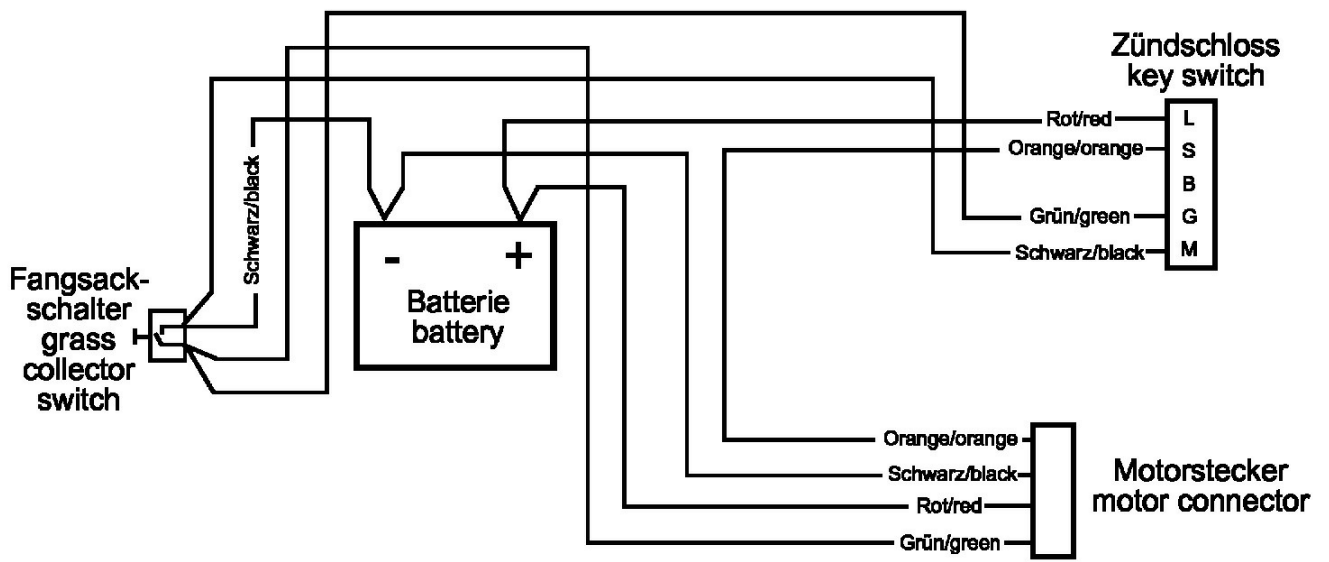 Zündschloss
key switch
Rot/red
L
Orange/orange
S
B
Grün/green
G
Schwarz/black
M
Schwarz/black
Fangsack-
schalter
grass
collector
switch
- +
Batterie
battery
Orange/orange
Schwarz/black
Rot/red
Grün/green
Motorstecker
motor connector